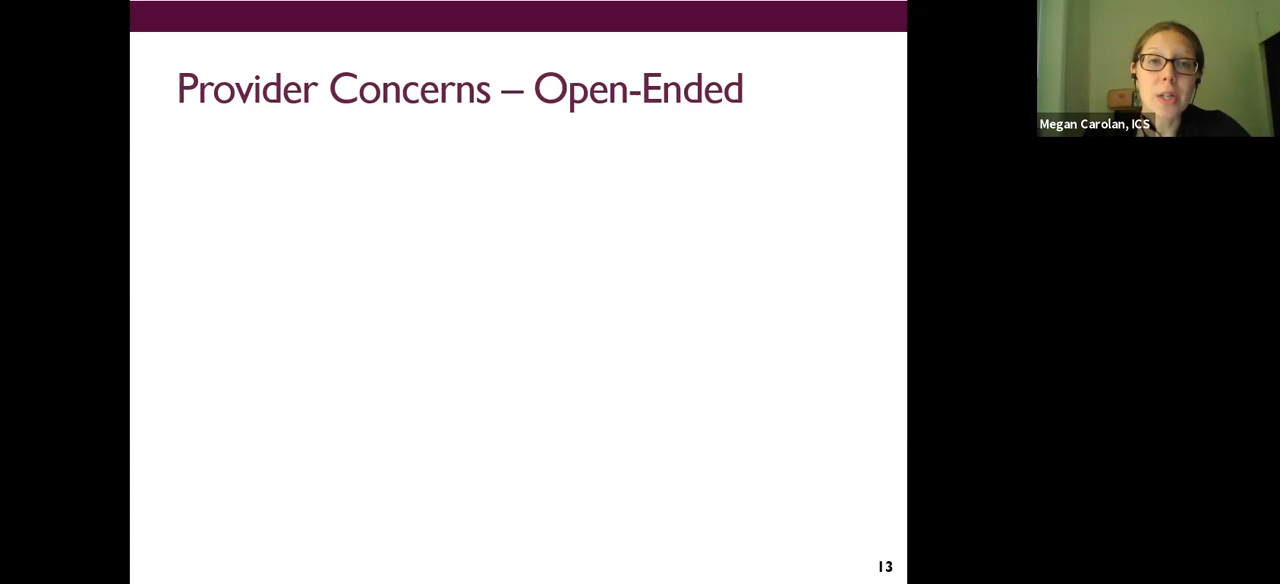 Provider Concerns – Open-Ended
Megan Carolan, ICS
13